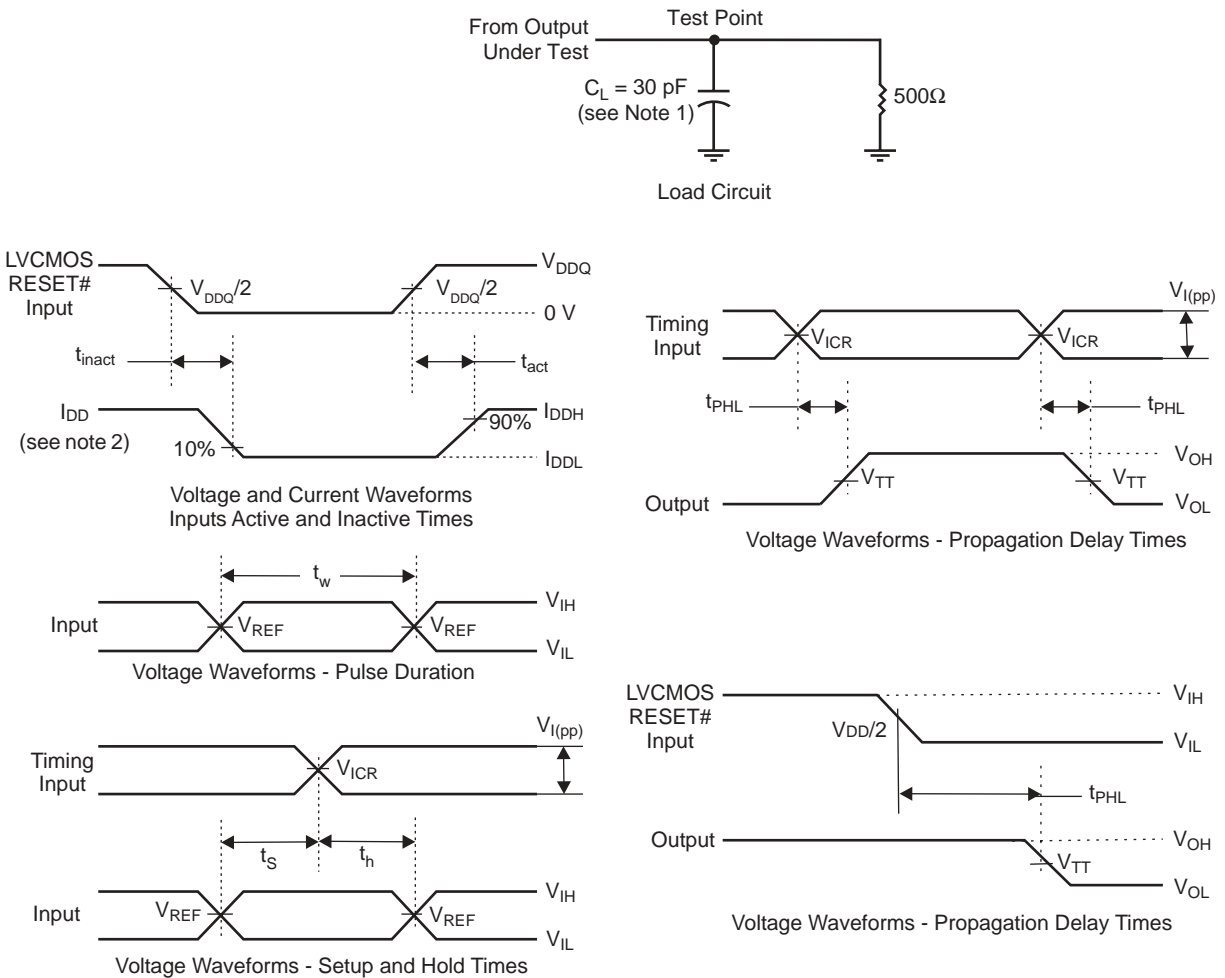 From Output
Under Test
Test Point
C_L = 30 pF
(see Note 1)
500Ω
Load Circuit
LVCMOS
RESET#
Input
V_DDQ/2
V_DDQ/2
V_DDQ
0 V
t_inact
t_act
I_DD
(see note 2)
10%
90%
I_DDH
I_DDL
Voltage and Current Waveforms
Inputs Active and Inactive Times
t_w
Input
V_REF
V_REF
V_IH
V_IL
Voltage Waveforms - Pulse Duration
Timing
Input
V_ICR
V_I(pp)
t_S
t_h
Input
V_REF
V_REF
V_IH
V_IL
Voltage Waveforms - Setup and Hold Times
Timing
Input
V_ICR
V_ICR
V_I(pp)
t_PHL
t_PHL
Output
V_TT
V_TT
V_OH
V_OL
Voltage Waveforms - Propagation Delay Times
LVCMOS
RESET#
Input
VDD/2
V_IH
V_IL
t_PHL
Output
V_TT
V_OH
V_OL
Voltage Waveforms - Propagation Delay Times